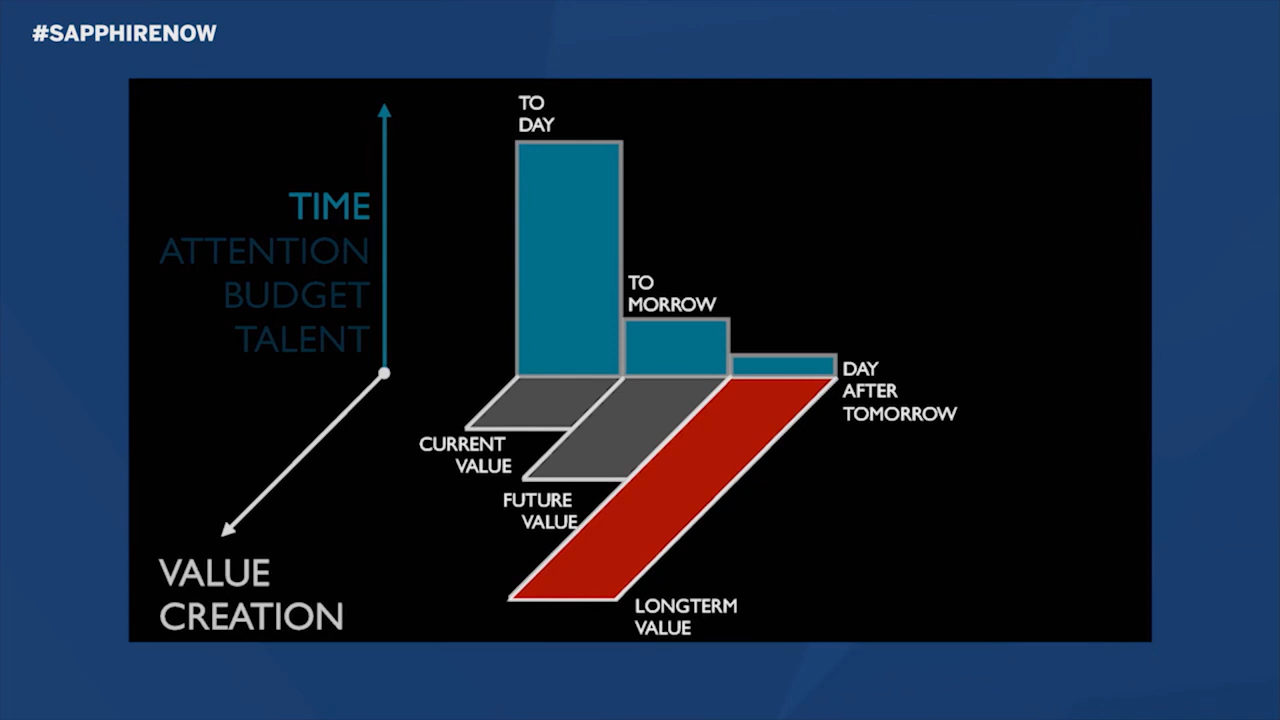 #SAPPHIRENOW
TO
DAY
TIME
ATTENTION
BUDGET
TALENT
TO
MORROW
DAY
AFTER
TOMORROW
CURRENT
VALUE
FUTURE
VALUE
VALUE
CREATION
LONGTERM
VALUE